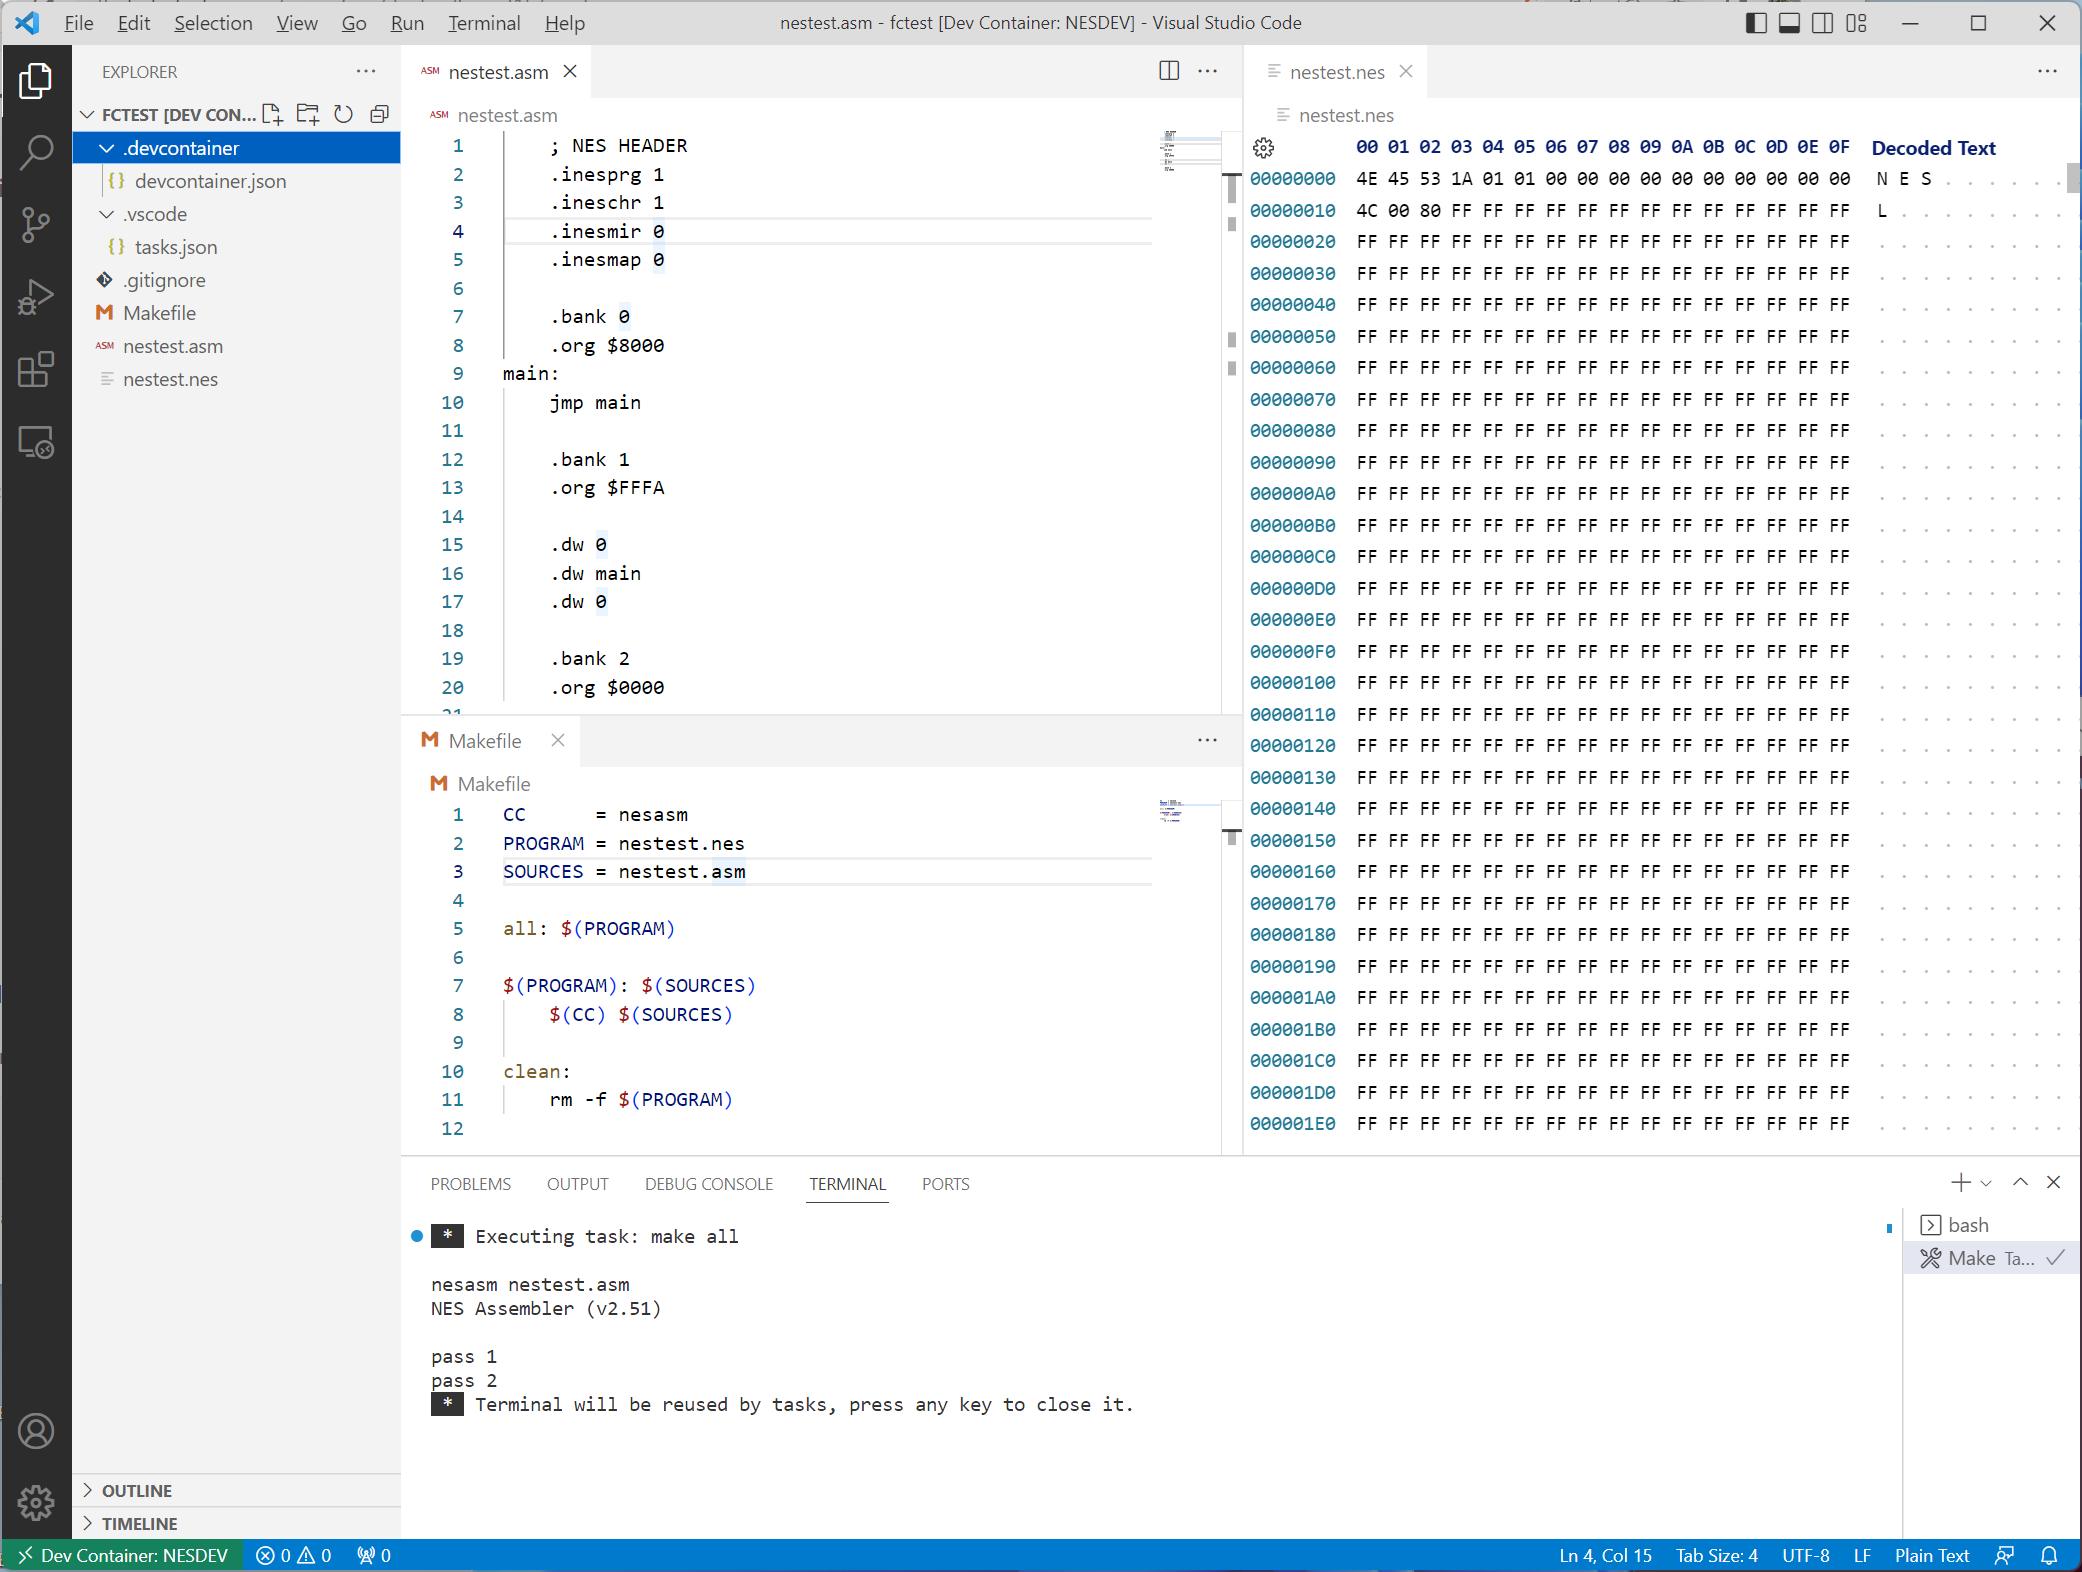 File Edit Selection View Go Run Terminal Help
nestest.asm - fctest [Dev Container: NESDEV] - Visual Studio Code
EXPLORER
FCTEST [DEV CON...
.devcontainer
{} devcontainer.json
.vscode
{} tasks.json
.gitignore
M Makefile
ASM nestest.asm
nestest.nes
OUTLINE
TIMELINE
ASM nestest.asm
ASM nestest.asm
1 ; NES HEADER
2 .inesprg 1
3 .ineschr 1
4 .inesmir 0
5 .inesmap 0
6
7 .bank 0
8 .org $8000
9 main:
10 jmp main
11
12 .bank 1
13 .org $FFFA
14
15 .dw 0
16 .dw main
17 .dw 0
18
19 .bank 2
20 .org $0000
21
M Makefile
M Makefile
1 CC = nesasm
2 PROGRAM = nestest.nes
3 SOURCES = nestest.asm
4
5 all: $(PROGRAM)
6
7 $(PROGRAM): $(SOURCES)
8 $(CC) $(SOURCES)
9
10 clean:
11 rm -f $(PROGRAM)
12
nestest.nes
nestest.nes
00 01 02 03 04 05 06 07 08 09 0A 0B 0C 0D 0E 0F Decoded Text
00000000 4E 45 53 1A 01 01 00 00 00 00 00 00 00 00 00 00 N E S . . . . . . . . . . . . .
00000010 4C 00 80 FF FF FF FF FF FF FF FF FF FF FF FF FF L . . . . . . . .
00000020 FF FF FF FF FF FF FF FF FF FF FF FF FF FF FF FF . . . . . . . . .
00000030 FF FF FF FF FF FF FF FF FF FF FF FF FF FF FF FF . . . . . . . . .
00000040 FF FF FF FF FF FF FF FF FF FF FF FF FF FF FF FF . . . . . . . . .
00000050 FF FF FF FF FF FF FF FF FF FF FF FF FF FF FF FF . . . . . . . . .
00000060 FF FF FF FF FF FF FF FF FF FF FF FF FF FF FF FF . . . . . . . . .
00000070 FF FF FF FF FF FF FF FF FF FF FF FF FF FF FF FF . . . . . . . . .
00000080 FF FF FF FF FF FF FF FF FF FF FF FF FF FF FF FF . . . . . . . . .
00000090 FF FF FF FF FF FF FF FF FF FF FF FF FF FF FF FF . . . . . . . . .
000000A0 FF FF FF FF FF FF FF FF FF FF FF FF FF FF FF FF . . . . . . . . .
000000B0 FF FF FF FF FF FF FF FF FF FF FF FF FF FF FF FF . . . . . . . . .
000000C0 FF FF FF FF FF FF FF FF FF FF FF FF FF FF FF FF . . . . . . . . .
000000D0 FF FF FF FF FF FF FF FF FF FF FF FF FF FF FF FF . . . . . . . . .
000000E0 FF FF FF FF FF FF FF FF FF FF FF FF FF FF FF FF . . . . . . . . .
000000F0 FF FF FF FF FF FF FF FF FF FF FF FF FF FF FF FF . . . . . . . . .
00000100 FF FF FF FF FF FF FF FF FF FF FF FF FF FF FF FF . . . . . . . . .
00000110 FF FF FF FF FF FF FF FF FF FF FF FF FF FF FF FF . . . . . . . . .
00000120 FF FF FF FF FF FF FF FF FF FF FF FF FF FF FF FF . . . . . . . . .
00000130 FF FF FF FF FF FF FF FF FF FF FF FF FF FF FF FF . . . . . . . . .
00000140 FF FF FF FF FF FF FF FF FF FF FF FF FF FF FF FF . . . . . . . . .
00000150 FF FF FF FF FF FF FF FF FF FF FF FF FF FF FF FF . . . . . . . . .
00000160 FF FF FF FF FF FF FF FF FF FF FF FF FF FF FF FF . . . . . . . . .
00000170 FF FF FF FF FF FF FF FF FF FF FF FF FF FF FF FF . . . . . . . . .
00000180 FF FF FF FF FF FF FF FF FF FF FF FF FF FF FF FF . . . . . . . . .
00000190 FF FF FF FF FF FF FF FF FF FF FF FF FF FF FF FF . . . . . . . . .
000001A0 FF FF FF FF FF FF FF FF FF FF FF FF FF FF FF FF . . . . . . . . .
000001B0 FF FF FF FF FF FF FF FF FF FF FF FF FF FF FF FF . . . . . . . . .
000001C0 FF FF FF FF FF FF FF FF FF FF FF FF FF FF FF FF . . . . . . . . .
000001D0 FF FF FF FF FF FF FF FF FF FF FF FF FF FF FF FF . . . . . . . . .
000001E0 FF FF FF FF FF FF FF FF FF FF FF FF FF FF FF FF . . . . . . . . .
PROBLEMS OUTPUT DEBUG CONSOLE TERMINAL PORTS
* Executing task: make all
nesasm nestest.asm
NES Assembler (v2.51)
pass 1
pass 2
* Terminal will be reused by tasks, press any key to close it.
bash
Make Ta...
Dev Container: NESDEV 0 0 0
Ln 4, Col 15 Tab Size: 4 UTF-8 LF Plain Text